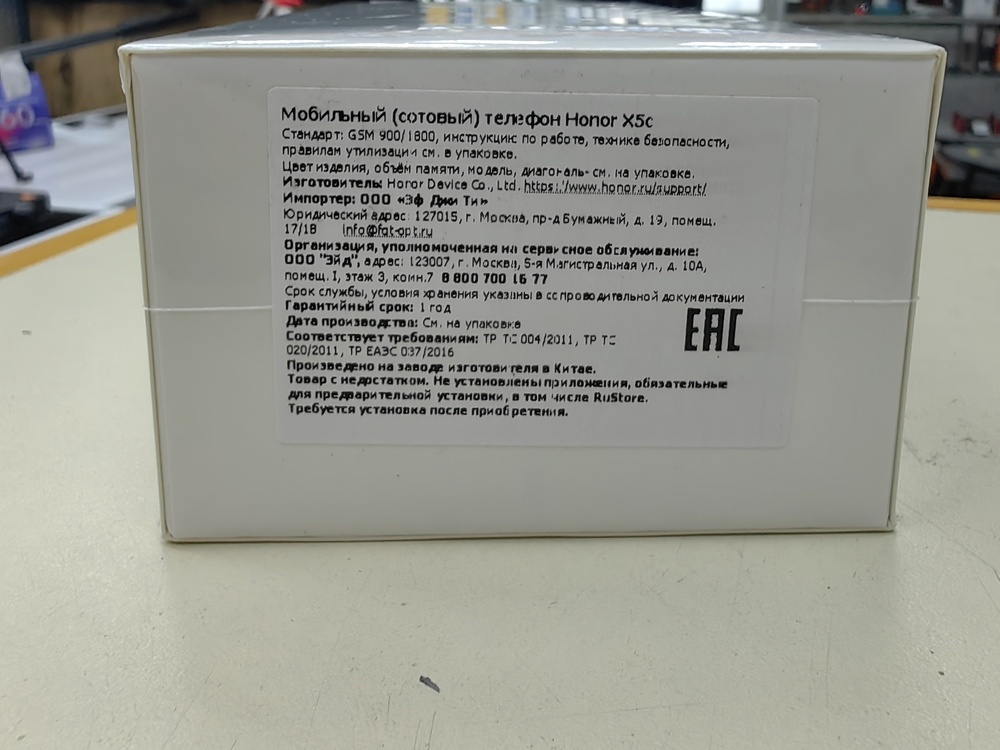 Мобильный (сотовый) телефон Honor X5c
Стандарт: GSM 900/1800, инструкцию по работе, технике безопасности,
правилам утилизации см. в упаковке.
Цвет изделия, объём памяти, модель, диагональ- см. на упаковке.
Изготовитель: Honor Device Co., Ltd. https://www.honor.ru/support/
Импортер: ООО «Эф Джи Ти»
Юридический адрес: 127015, г. Москва, пр-д Бумажный, д. 19, помещ.
17/1В info@fgt-opt.ru
Организация, уполномоченная на сервисное обслуживание:
ООО "Эйд", адрес: 123007, г. Москва, 5-я Магистральная ул., д. 10А,
помещ. I, этаж 3, комн.7 8 800 700 16 77
Срок службы, условия хранения указаны в сопроводительной документации
Гарантийный срок: 1 год
Дата производства: См. на упаковке
Соответствует требованиям: ТР ТС 004/2011, ТР ТС
020/2011, ТР ЕАЭС 037/2016
EAC
Произведено на заводе изготовителя в Китае.
Товар с недостатком. Не установлены приложения, обязательные
для предварительной установки, в том числе RuStore.
Требуется установка после приобретения.
60